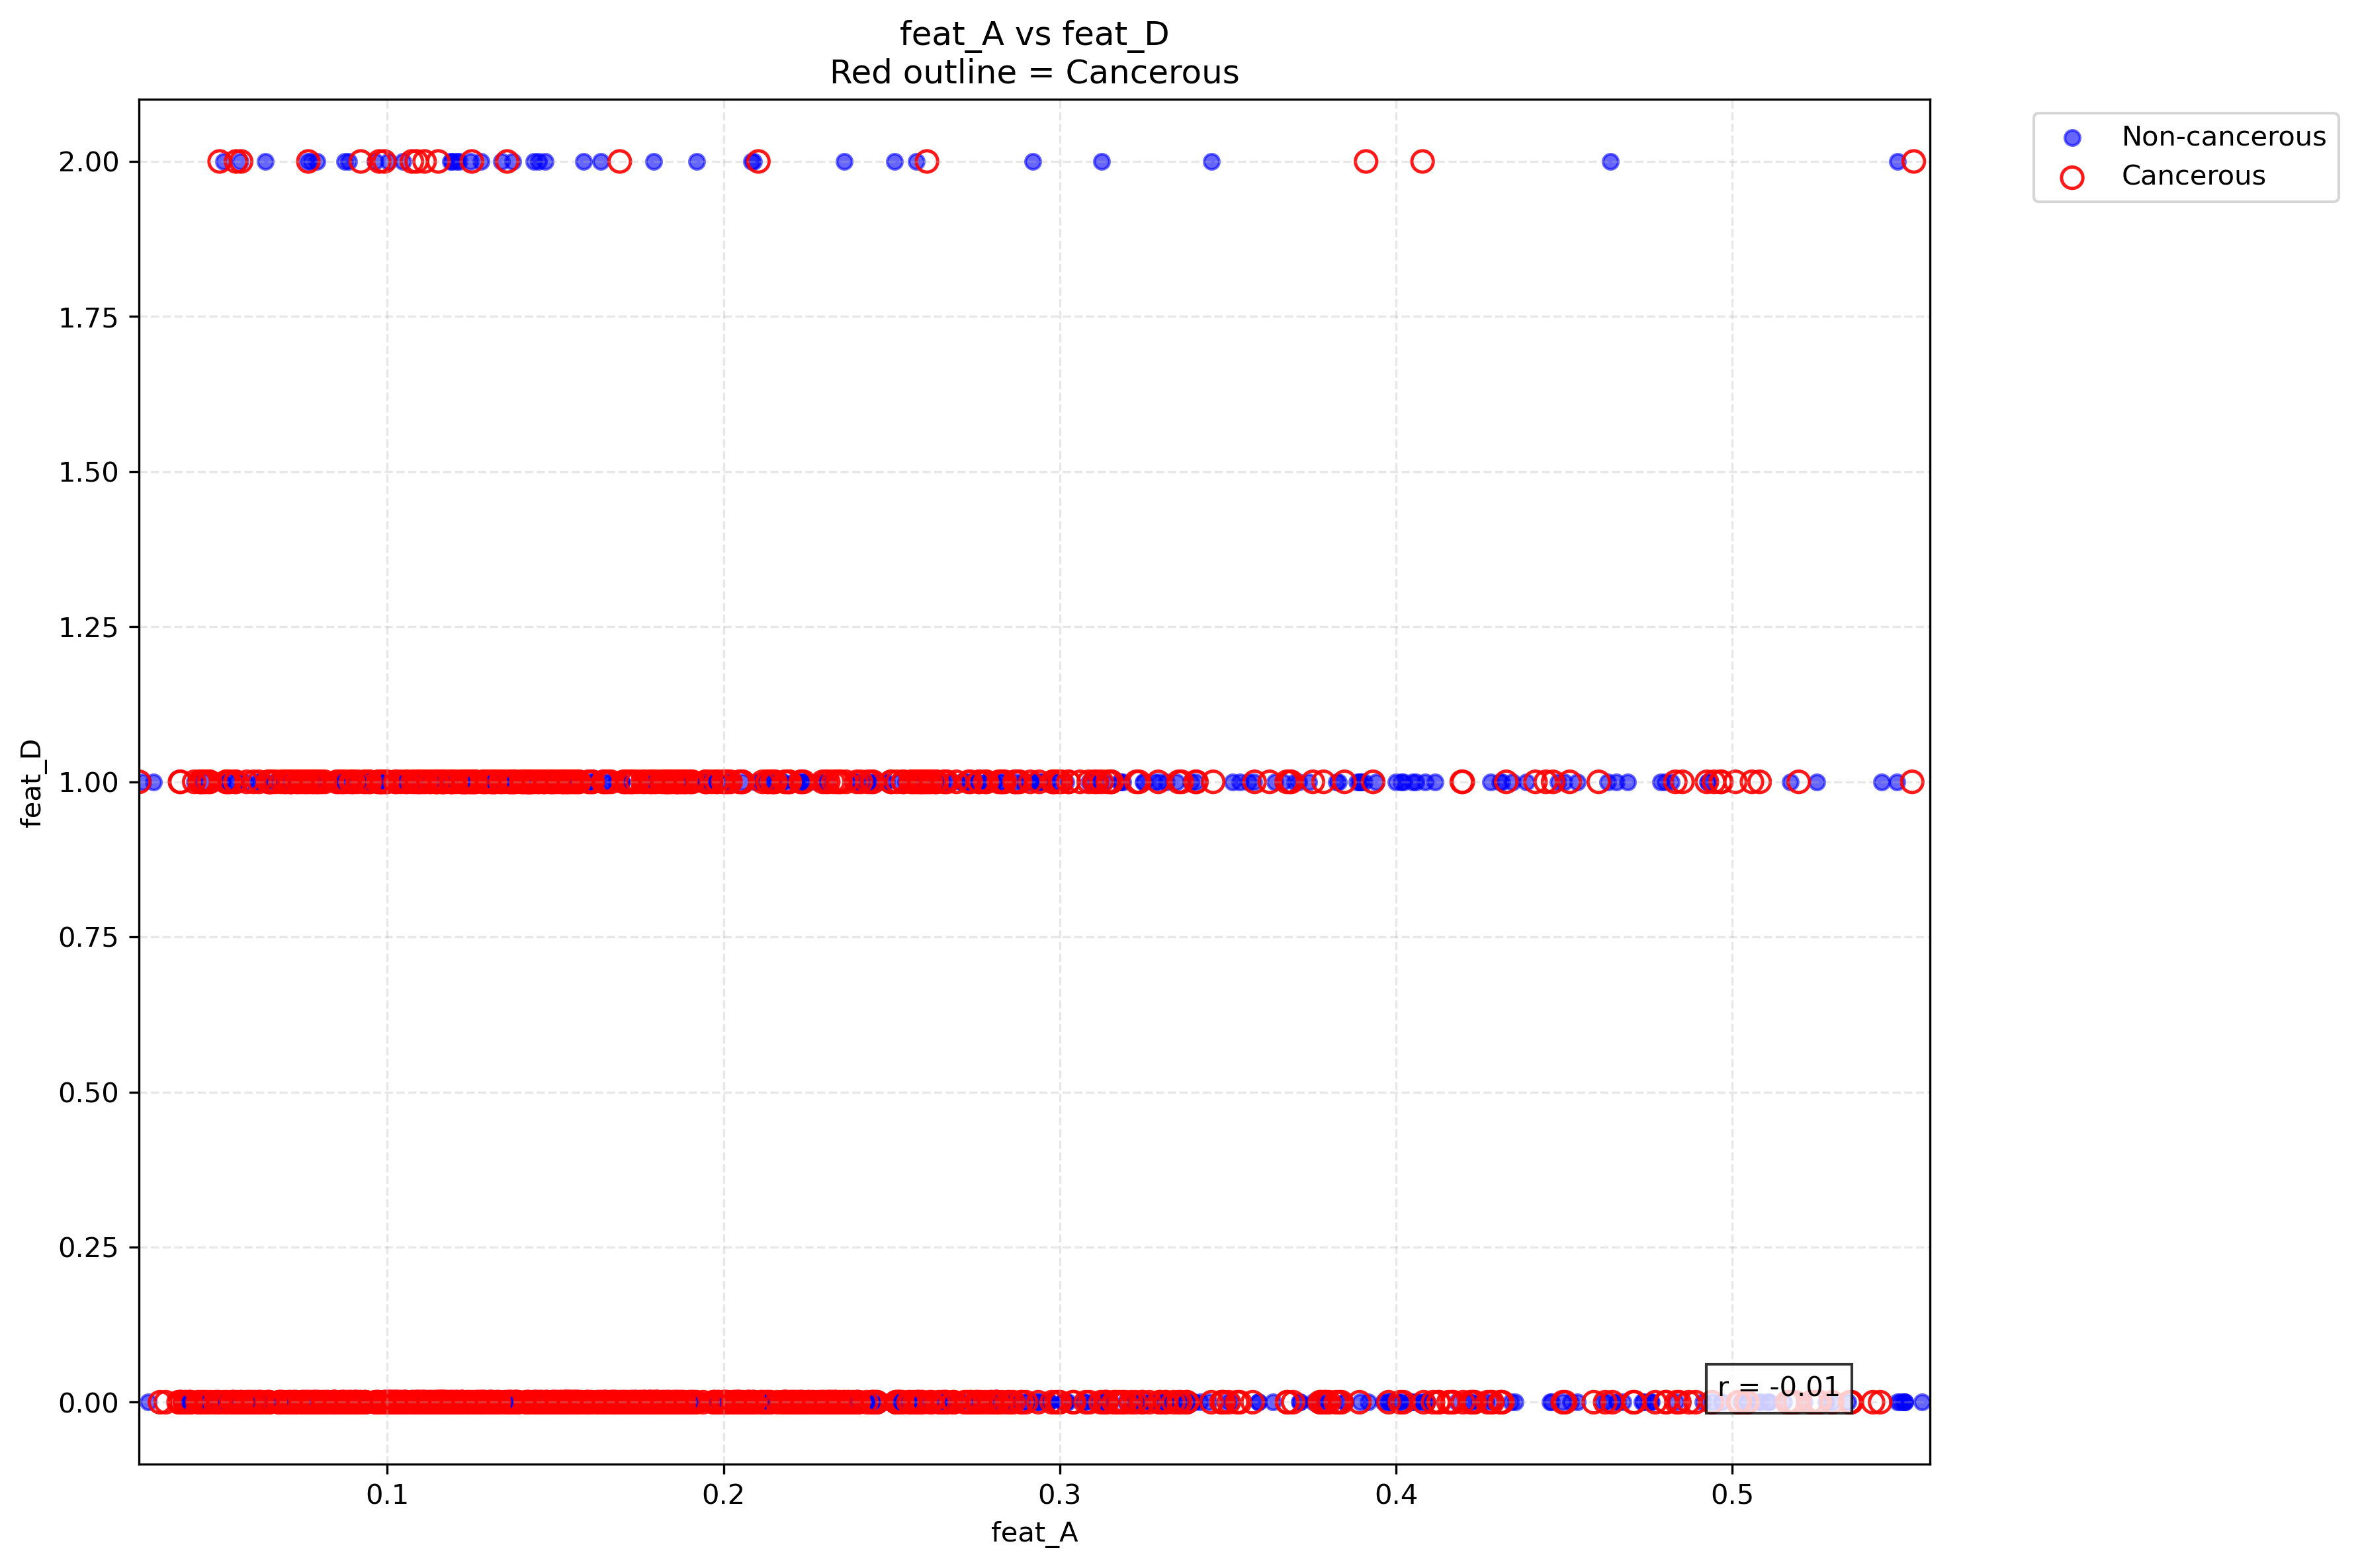 feat_A vs feat_D
Red outline = Cancerous
Non-cancerous
Cancerous
2.00
1.75
1.50
1.25
1.00
0.75
0.50
0.25
0.00
feat_D
r = -0.01
0.1 0.2 0.3 0.4 0.5
feat_A